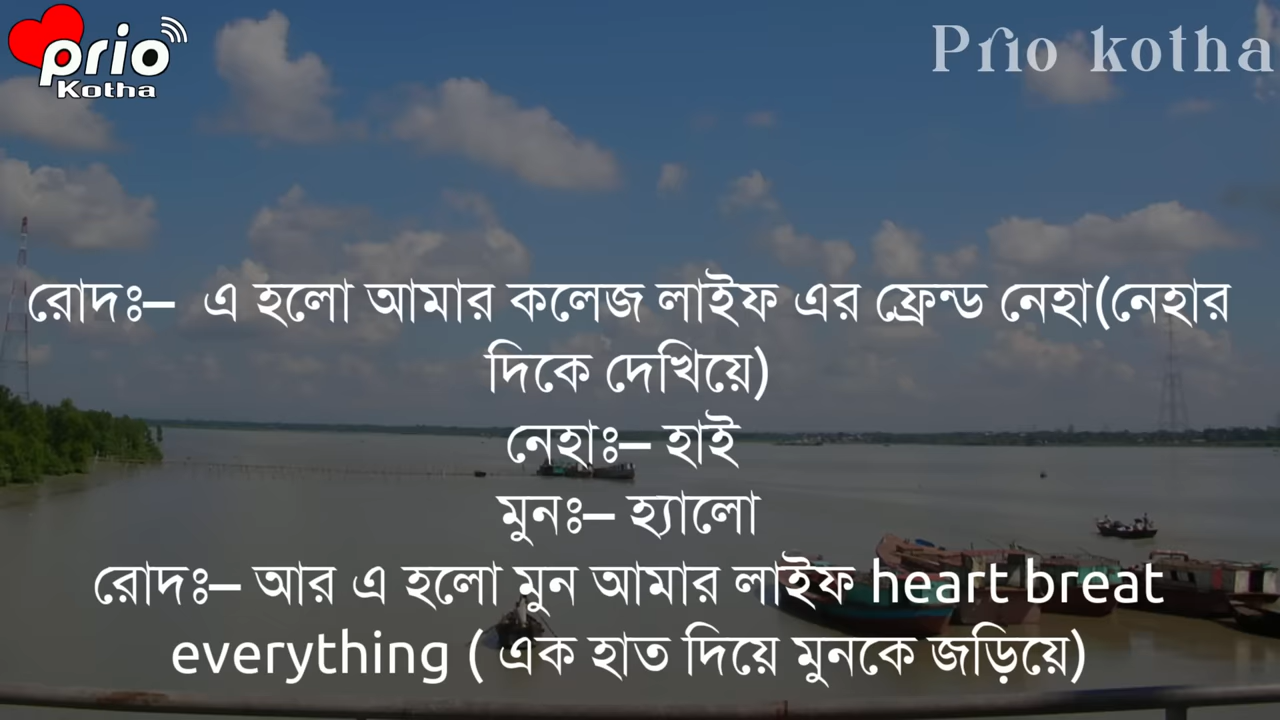 prio
Kotha
Prio kotha
রোদঃ– এ হলো আমার কলেজ লাইফ এর ফ্রেন্ড নেহা(নেহার
দিকে দেখিয়ে)
নেহাঃ– হাই
মুনঃ– হ্যালো
রোদঃ– আর এ হলো মুন আমার লাইফ heart breat
everything ( এক হাত দিয়ে মুনকে জড়িয়ে)